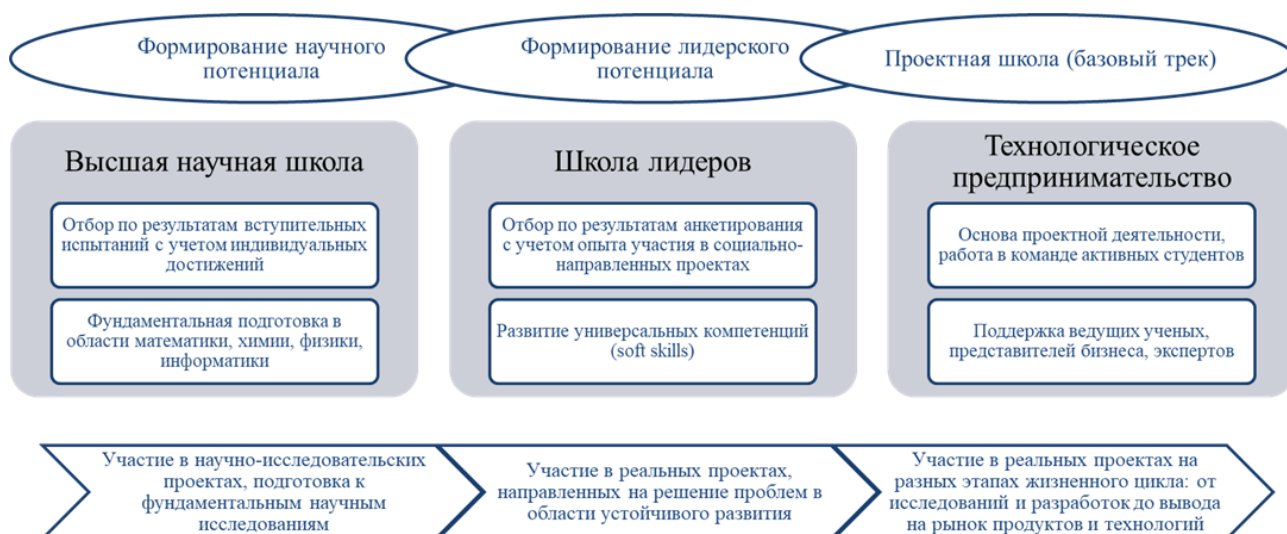 Формирование научного
потенциала
Формирование лидерского
потенциала
Проектная школа (базовый трек)
Высшая научная школа
Отбор по результатам вступительных
испытаний с учетом индивидуальных
достижений
Фундаментальная подготовка в
области математики, химии, физики,
информатики
Школа лидеров
Отбор по результатам анкетирования
с учетом опыта участия в социально-
направленных проектах
Развитие универсальных компетенций
(soft skills)
Технологическое
предпринимательство
Основа проектной деятельности,
работа в команде активных студентов
Поддержка ведущих ученых,
представителей бизнеса, экспертов
Участие в научно-исследовательских
проектах, подготовка к
фундаментальным научным
исследованиям
Участие в реальных проектах,
направленных на решение проблем в
области устойчивого развития
Участие в реальных проектах на
разных этапах жизненного цикла: от
исследований и разработок до вывода
на рынок продуктов и технологий